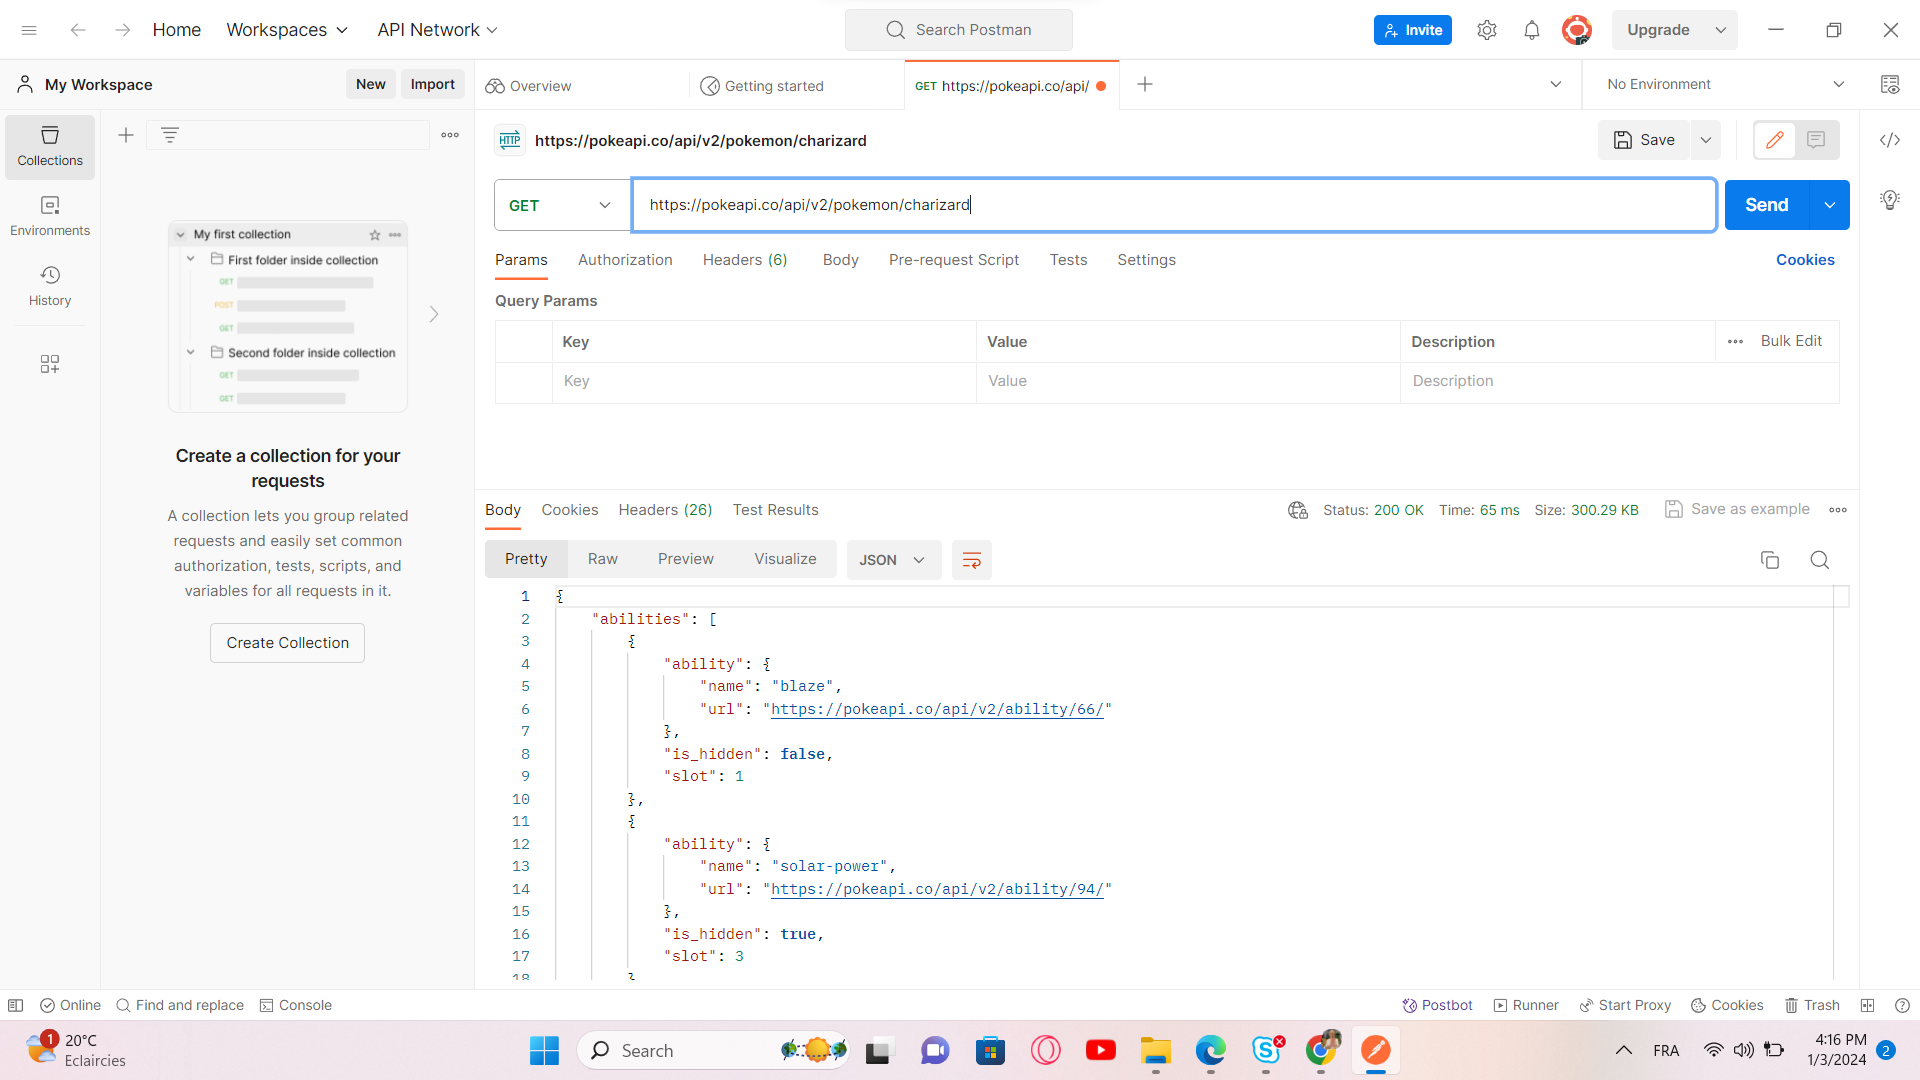 Home
Workspaces
API Network
Search Postman
Invite
Upgrade
My Workspace
New
Import
Overview
Getting started
GET https://pokeapi.co/api/
No Environment
Collections
Environments
History
My first collection
First folder inside collection
GET
POST
GET
Second folder inside collection
GET
GET
Create a collection for your
requests
A collection lets you group related
requests and easily set common
authorization, tests, scripts, and
variables for all requests in it.
Create Collection
HTTP
https://pokeapi.co/api/v2/pokemon/charizard
Save
GET
https://pokeapi.co/api/v2/pokemon/charizard
Send
Params
Authorization
Headers (6)
Body
Pre-request Script
Tests
Settings
Cookies
Query Params
Key
Value
Description
Bulk Edit
Key
Value
Description
Body
Cookies
Headers (26)
Test Results
Status: 200 OK
Time: 65 ms
Size: 300.29 KB
Save as example
Pretty
Raw
Preview
Visualize
JSON
1 {
2 "abilities": [
3 {
4 "ability": {
5 "name": "blaze",
6 "url": "https://pokeapi.co/api/v2/ability/66/"
7 },
8 "is_hidden": false,
9 "slot": 1
10 },
11 {
12 "ability": {
13 "name": "solar-power",
14 "url": "https://pokeapi.co/api/v2/ability/94/"
15 },
16 "is_hidden": true,
17 "slot": 3
18 }
Online
Find and replace
Console
Postbot
Runner
Start Proxy
Cookies
Trash
1
20°C
Eclaircies
Search
FRA
4:16 PM
1/3/2024
2